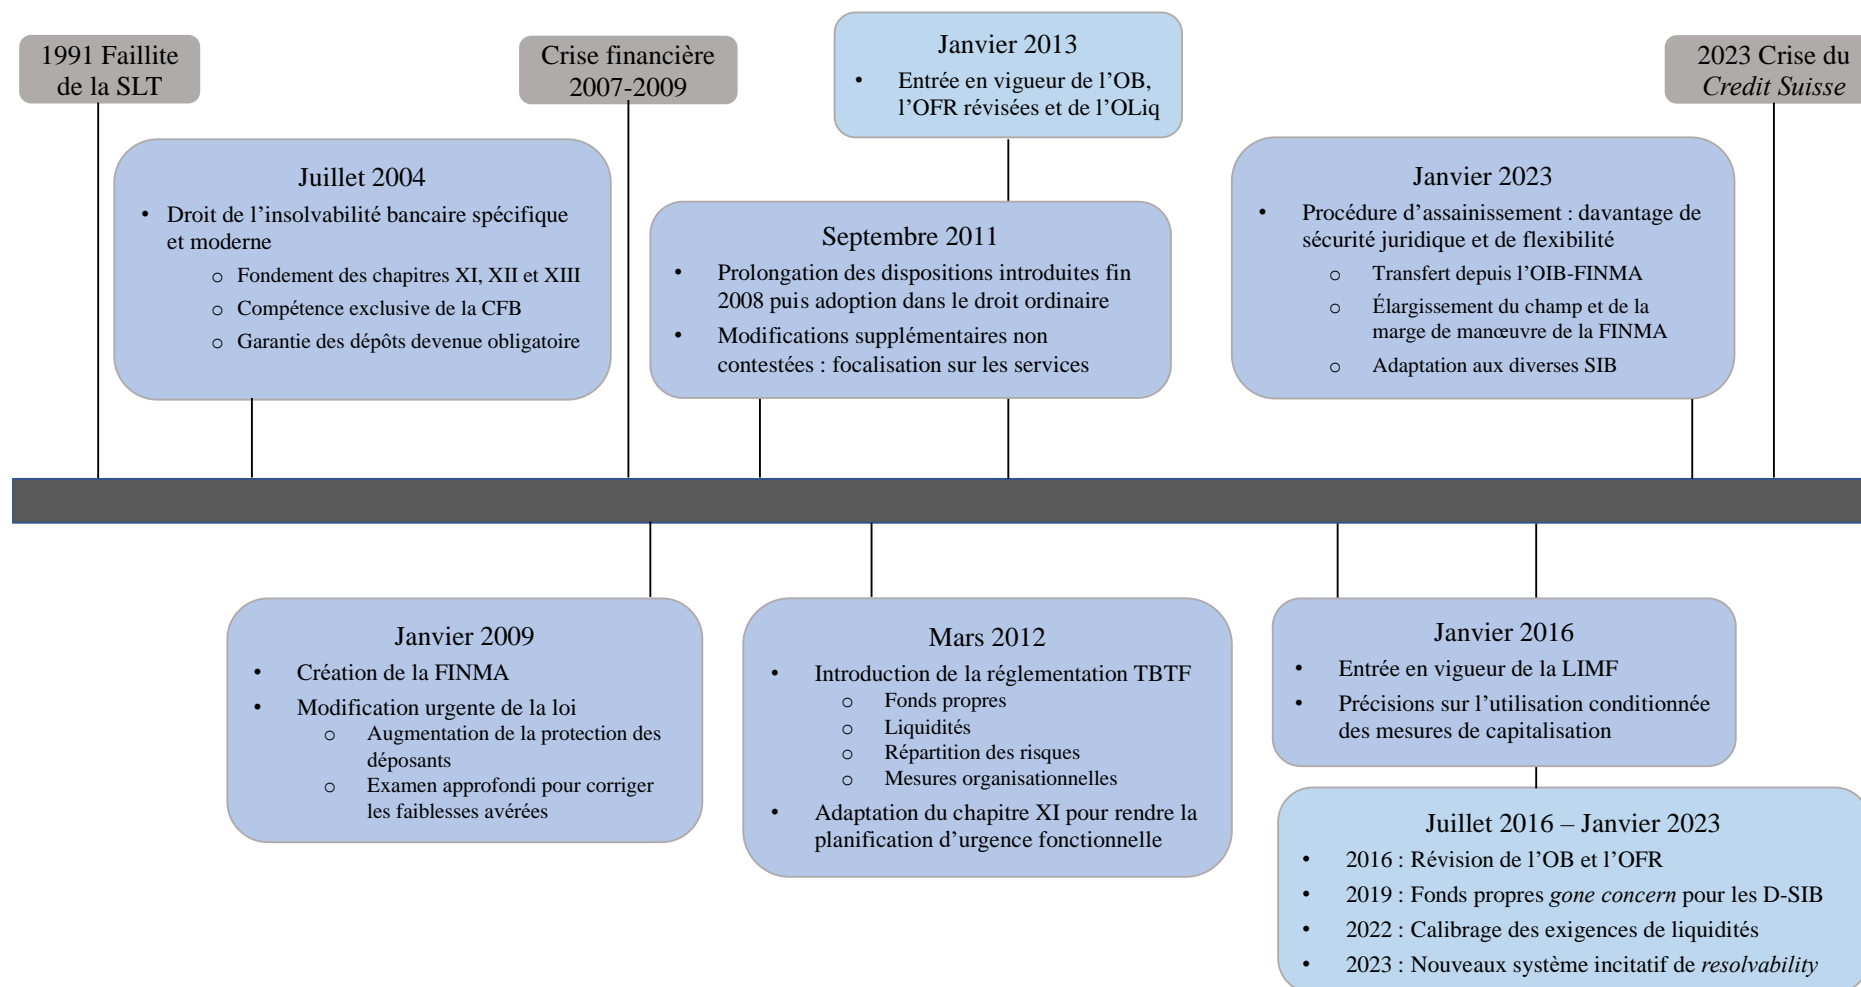 1991 Faillite
de la SLT
Crise financière
2007-2009
Janvier 2013
• Entrée en vigueur de l’OB,
l’OFR révisées et de l’OLiq
2023 Crise du
Credit Suisse
Juillet 2004
• Droit de l’insolvabilité bancaire spécifique
et moderne
o Fondement des chapitres XI, XII et XIII
o Compétence exclusive de la CFB
o Garantie des dépôts devenue obligatoire
Septembre 2011
• Prolongation des dispositions introduites fin
2008 puis adoption dans le droit ordinaire
• Modifications supplémentaires non
contestées : focalisation sur les services
Janvier 2023
• Procédure d’assainissement : davantage de
sécurité juridique et de flexibilité
o Transfert depuis l’OIB-FINMA
o Élargissement du champ et de la
marge de manœuvre de la FINMA
o Adaptation aux diverses SIB
Janvier 2009
• Création de la FINMA
• Modification urgente de la loi
o Augmentation de la protection des
déposants
o Examen approfondi pour corriger
les faiblesses avérées
Mars 2012
• Introduction de la réglementation TBTF
o Fonds propres
o Liquidités
o Répartition des risques
o Mesures organisationnelles
• Adaptation du chapitre XI pour rendre la
planification d’urgence fonctionnelle
Janvier 2016
• Entrée en vigueur de la LIMF
• Précisions sur l’utilisation conditionnée
des mesures de capitalisation
Juillet 2016 – Janvier 2023
• 2016 : Révision de l’OB et l’OFR
• 2019 : Fonds propres gone concern pour les D-SIB
• 2022 : Calibrage des exigences de liquidités
• 2023 : Nouveaux système incitatif de resolvability